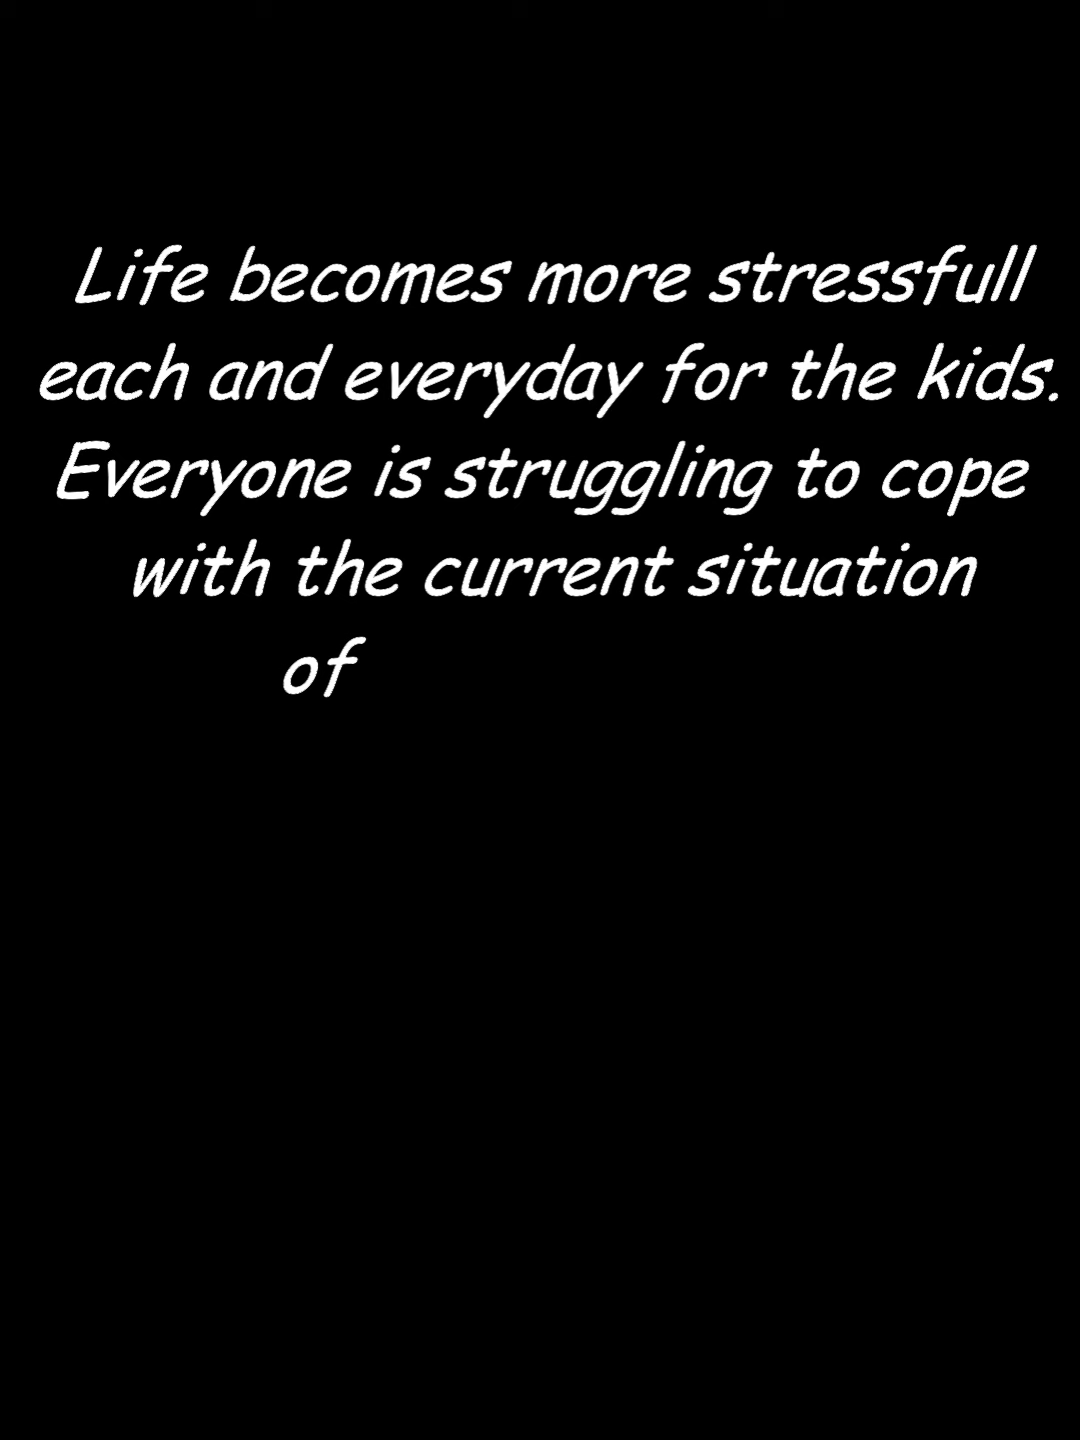 Life becomes more stressfull
each and everyday for the kids.
Everyone is struggling to cope
with the current situation
of